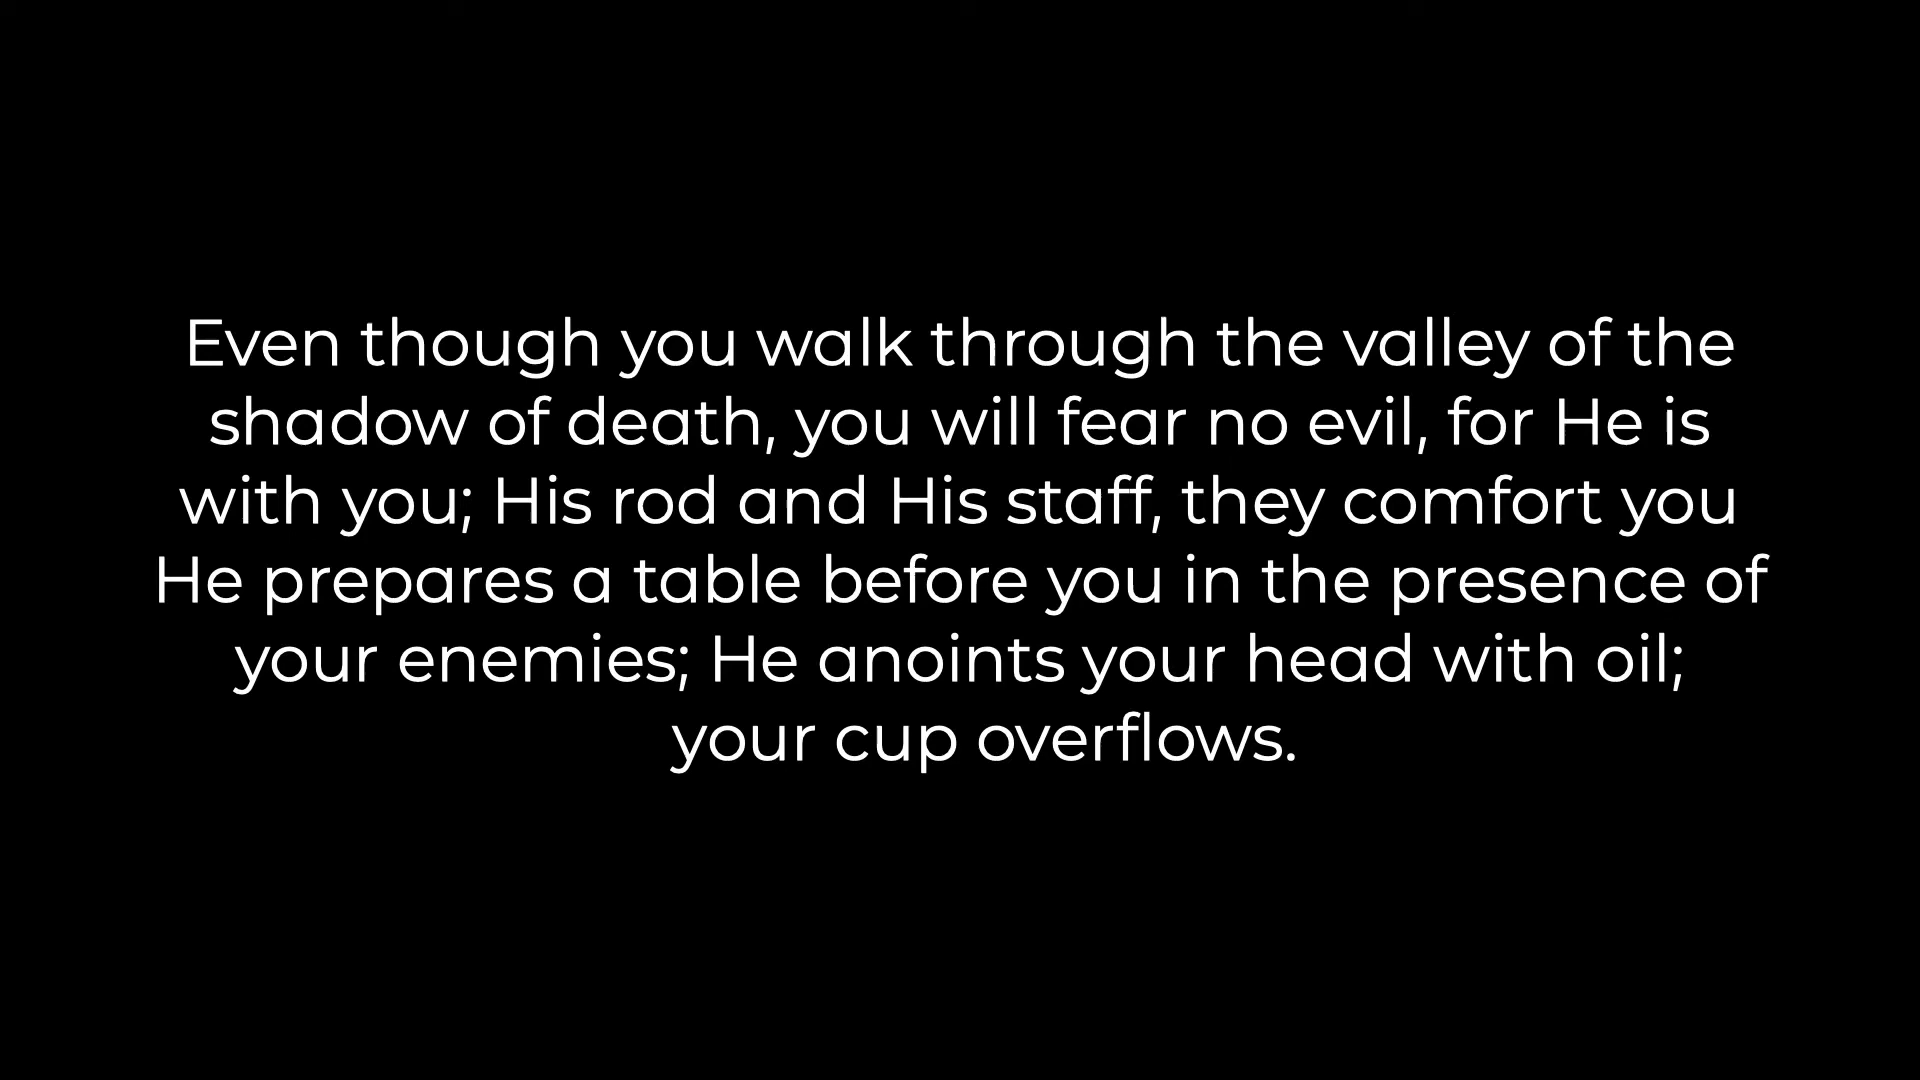 Even though you walk through the valley of the
shadow of death, you will fear no evil, for He is
with you; His rod and His staff, they comfort you
He prepares a table before you in the presence of
your enemies; He anoints your head with oil;
your cup overflows.